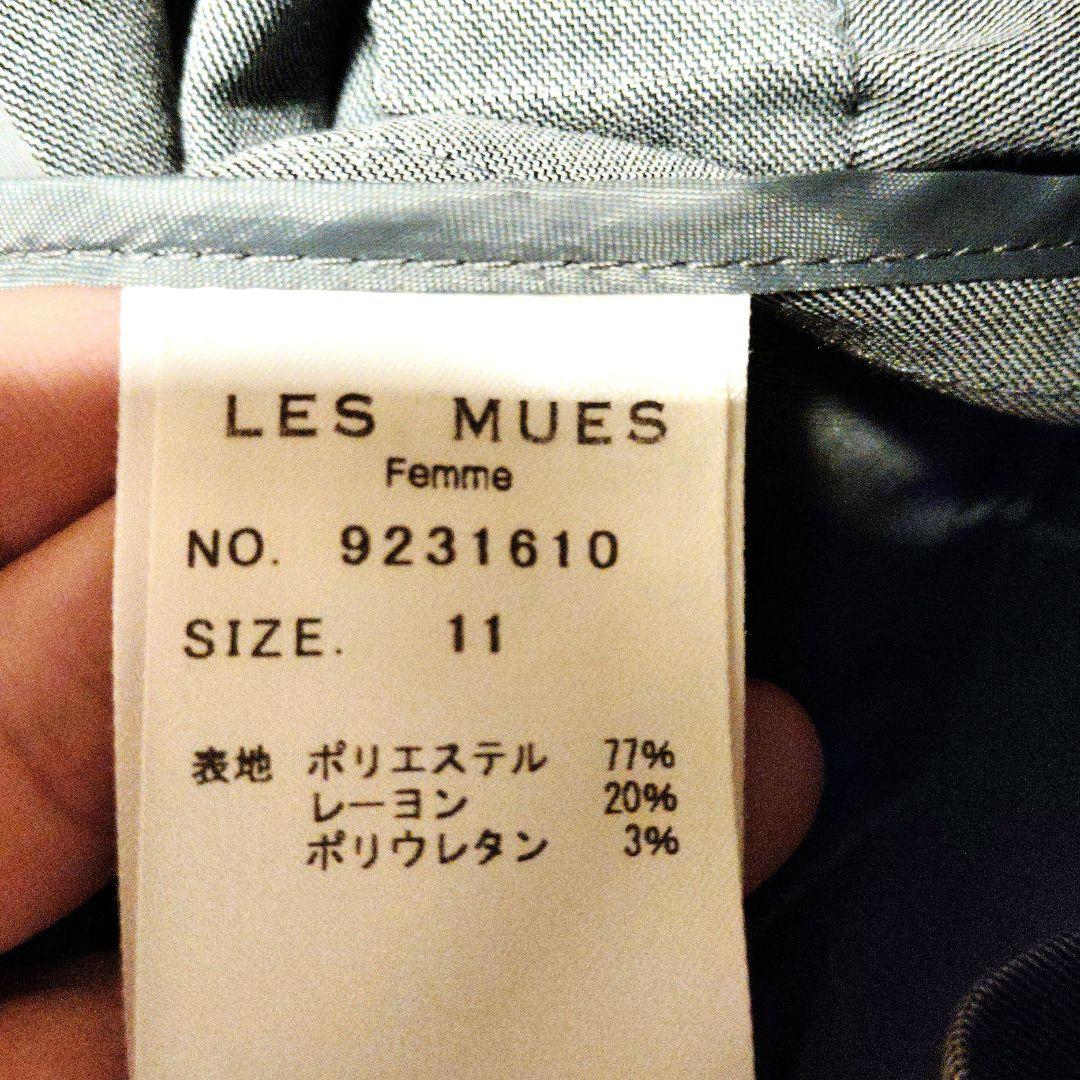 LES MUES
Femme
NO. 9231610
SIZE. 11
表地 ポリエステル 77%
レーヨン 20%
ポリウレタン 3%